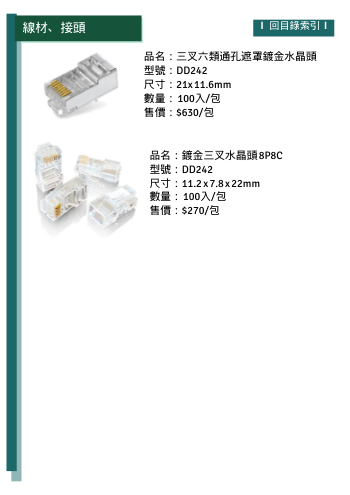 線材、接頭
I 回目錄索引 I
品名：三叉六類通孔遮罩鍍金水晶頭
型號：DD242
尺寸：21x11.6mm
數量： 100入/包
售價：$630/包
品名：鍍金三叉水晶頭8P8C
型號：DD242
尺寸：11.2x7.8x22mm
數量： 100入/包
售價：$270/包